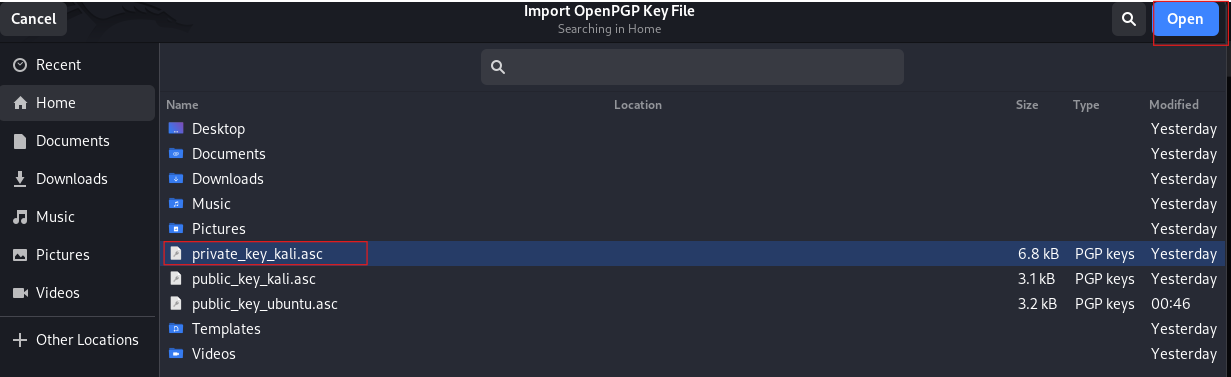 Cancel
Import OpenPGP Key File
Searching in Home
Open
Recent
Home
Documents
Downloads
Music
Pictures
Videos
Other Locations
Name Location Size Type Modified
Desktop Yesterday
Documents Yesterday
Downloads Yesterday
Music Yesterday
Pictures Yesterday
private_key_kali.asc 6.8 kB PGP keys Yesterday
public_key_kali.asc 3.1 kB PGP keys Yesterday
public_key_ubuntu.asc 3.2 kB PGP keys 00:46
Templates Yesterday
Videos Yesterday